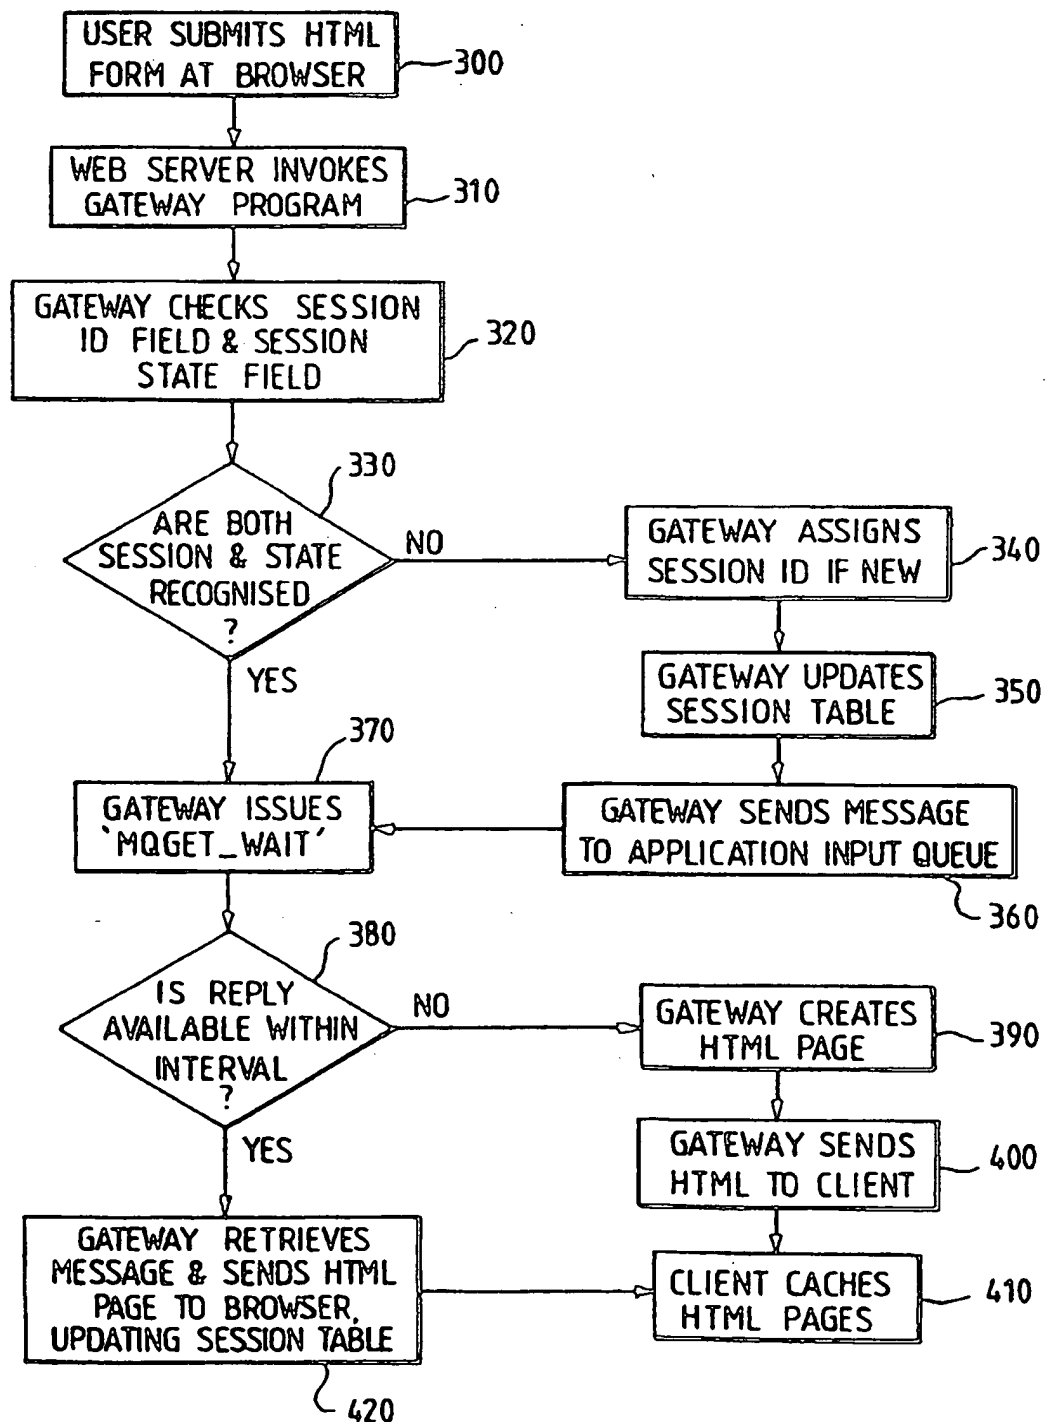 USER SUBMITS HTML
FORM AT BROWSER
300
WEB SERVER INVOKES
GATEWAY PROGRAM
310
GATEWAY CHECKS SESSION
ID FIELD & SESSION
STATE FIELD
320
330
ARE BOTH
SESSION & STATE
RECOGNISED
?
NO
YES
GATEWAY ASSIGNS
SESSION ID IF NEW
340
GATEWAY UPDATES
SESSION TABLE
350
GATEWAY SENDS MESSAGE
TO APPLICATION INPUT QUEUE
360
370
GATEWAY ISSUES
'MQGET_WAIT'
380
IS REPLY
AVAILABLE WITHIN
INTERVAL
?
NO
YES
GATEWAY CREATES
HTML PAGE
390
GATEWAY SENDS
HTML TO CLIENT
400
GATEWAY RETRIEVES
MESSAGE & SENDS HTML
PAGE TO BROWSER,
UPDATING SESSION TABLE
420
CLIENT CACHES
HTML PAGES
410